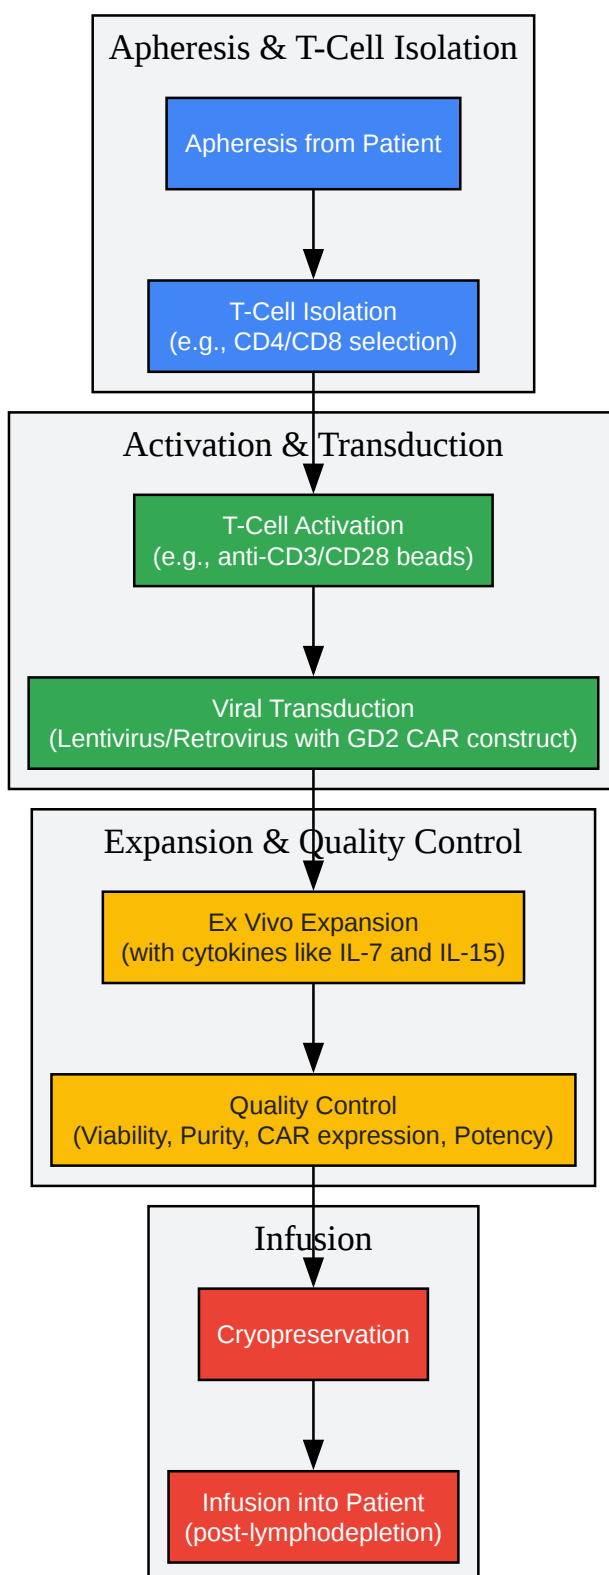 Apheresis & T-Cell Isolation
Apheresis from Patient
T-Cell Isolation
(e.g., CD4/CD8 selection)
Activation & Transduction
T-Cell Activation
(e.g., anti-CD3/CD28 beads)
Viral Transduction
(Lentivirus/Retrovirus with GD2 CAR construct)
Expansion & Quality Control
Ex Vivo Expansion
(with cytokines like IL-7 and IL-15)
Quality Control
(Viability, Purity, CAR expression, Potency)
Infusion
Cryopreservation
Infusion into Patient
(post-lymphodepletion)